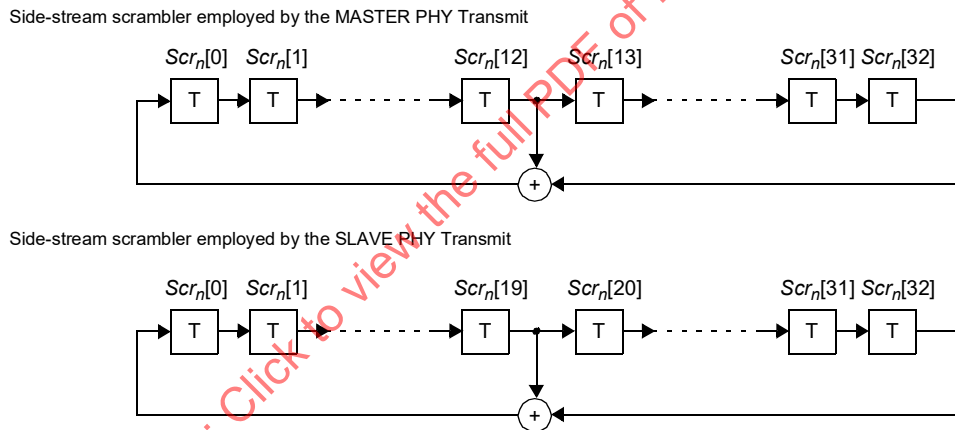 Side-stream scrambler employed by the MASTER PHY Transmit
Scrn[0] Scrn[1] Scrn[12] Scrn[13] Scrn[31] Scrn[32]
T T T T T T
+
Side-stream scrambler employed by the SLAVE PHY Transmit
Scrn[0] Scrn[1] Scrn[19] Scrn[20] Scrn[31] Scrn[32]
T T T T T T
+
: Click to view the full PDF of